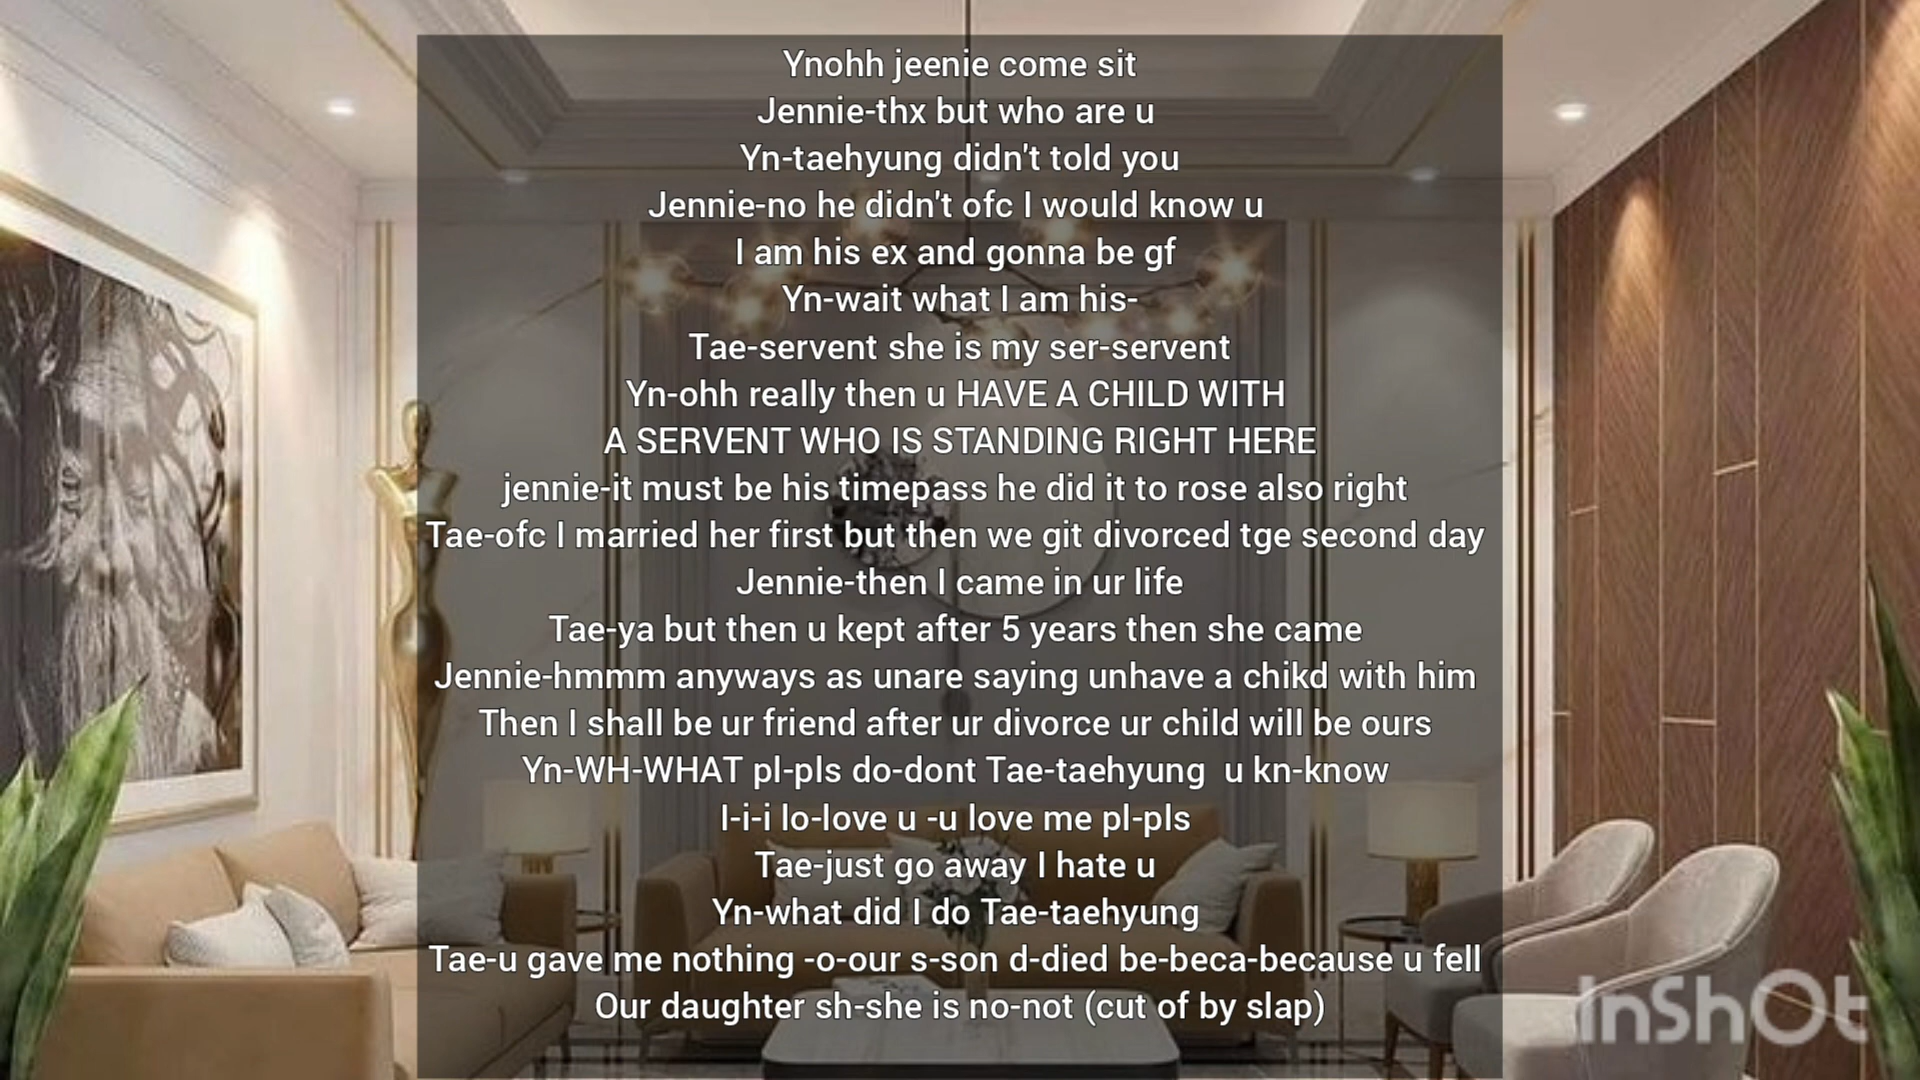 Ynohh jeenie come sit
Jennie-thx but who are u
Yn-taehyung didn't told you
Jennie-no he didn't ofc I would know u
I am his ex and gonna be gf
Yn-wait what I am his-
Tae-servent she is my ser-servent
Yn-ohh really then u HAVE A CHILD WITH
A SERVENT WHO IS STANDING RIGHT HERE
jennie-it must be his timepass he did it to rose also right
Tae-ofc I married her first but then we git divorced tge second day
Jennie-then I came in ur life
Tae-ya but then u kept after 5 years then she came
Jennie-hmmm anyways as unare saying unhave a chikd with him
Then I shall be ur friend after ur divorce ur child will be ours
Yn-WH-WHAT pl-pls do-dont Tae-taehyung  u kn-know
I-i-i lo-love u -u love me pl-pls
Tae-just go away I hate u
Yn-what did I do Tae-taehyung
Tae-u gave me nothing -o-our s-son d-died be-beca-because u fell
Our daughter sh-she is no-not (cut of by slap)
InShOt